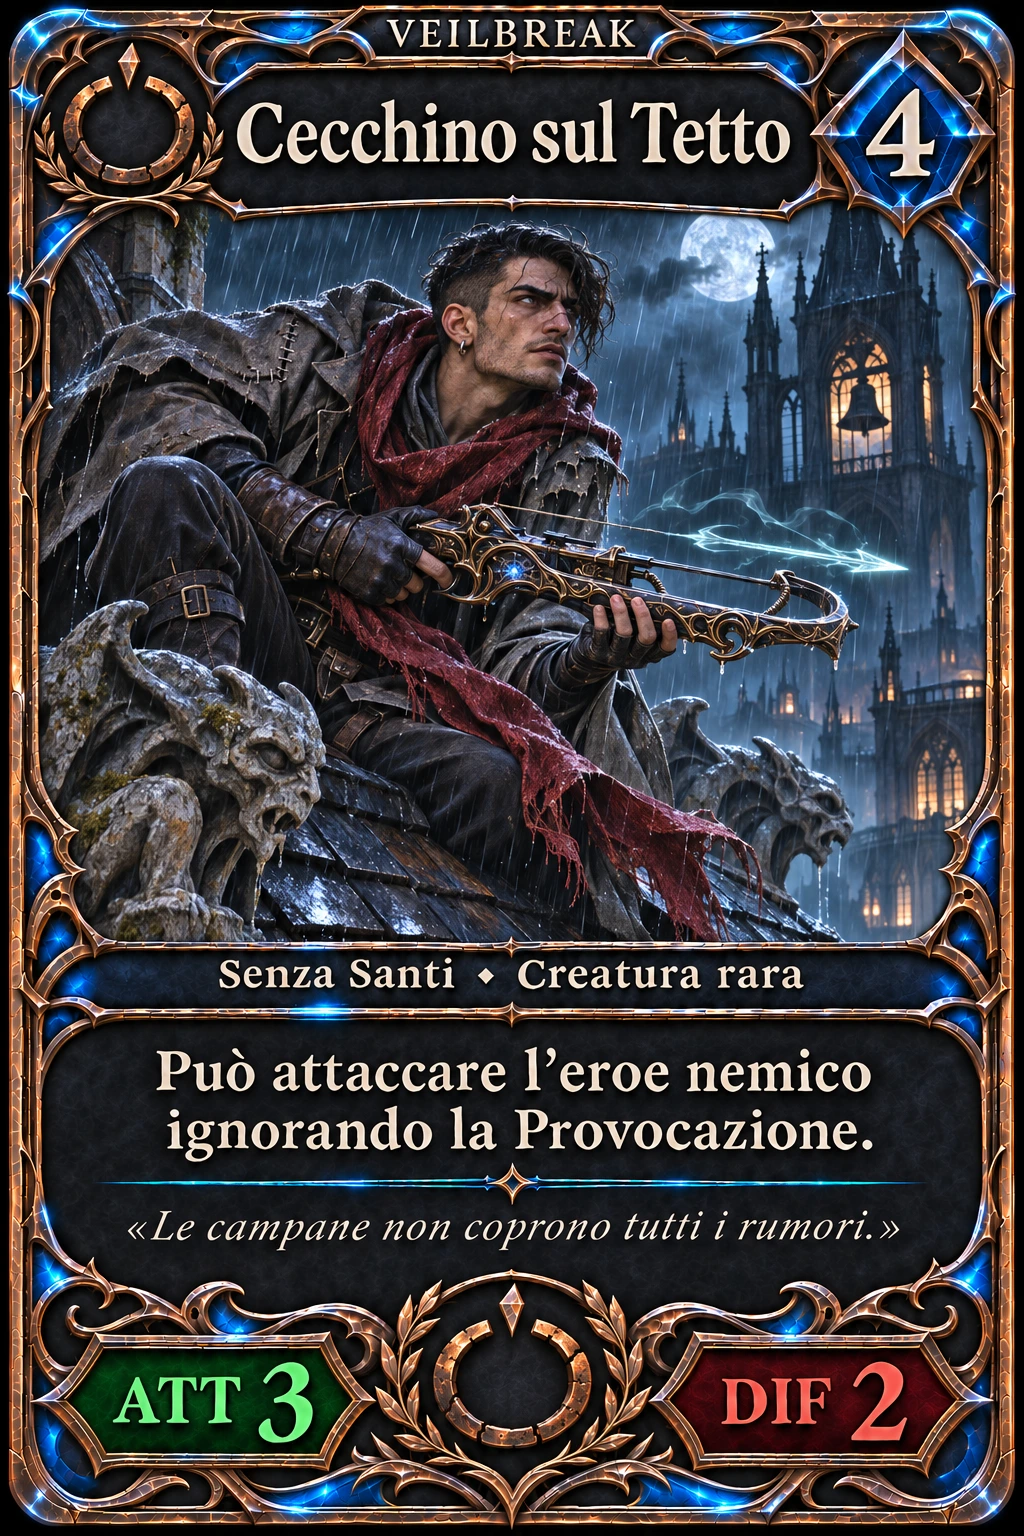 VEILBREAK
Cecchino sul Tetto
4
Senza Santi ◆ Creatura rara
Può attaccare l’eroe nemico
ignorando la Provocazione.
«Le campane non coprono tutti i rumori.»
ATT 3
DIF 2